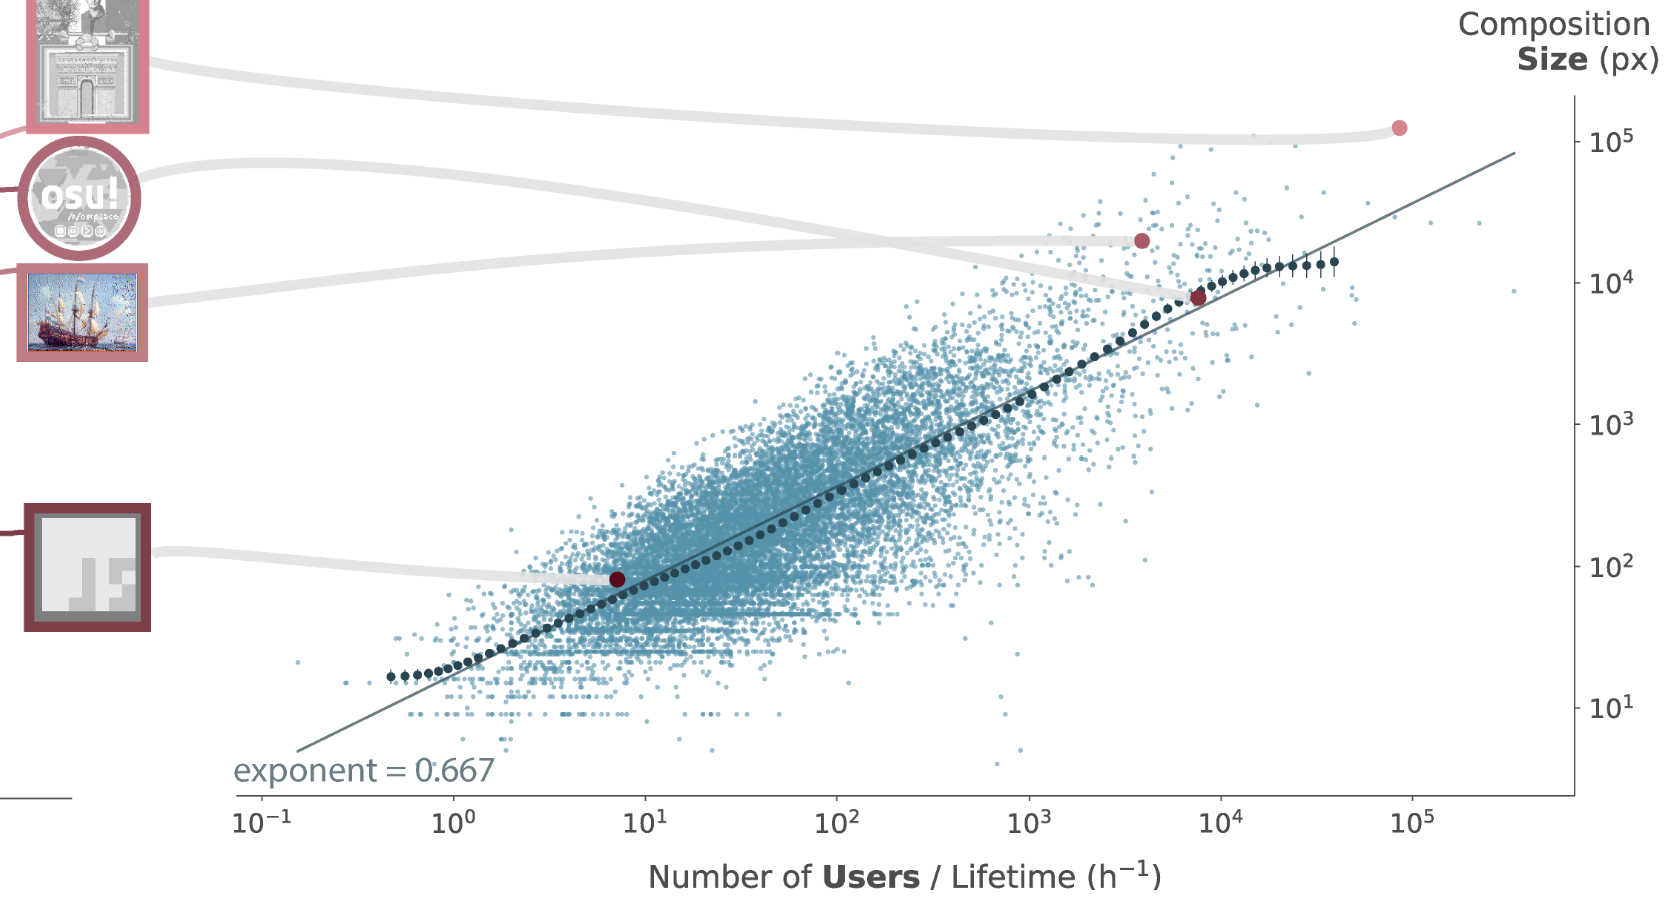 Composition
Size (px)
osu!
/r/osuplace
10⁵
10⁴
10³
10²
10¹
exponent = 0.667
10⁻¹
10⁰
10¹
10²
10³
10⁴
10⁵
Number of Users / Lifetime (h⁻¹)